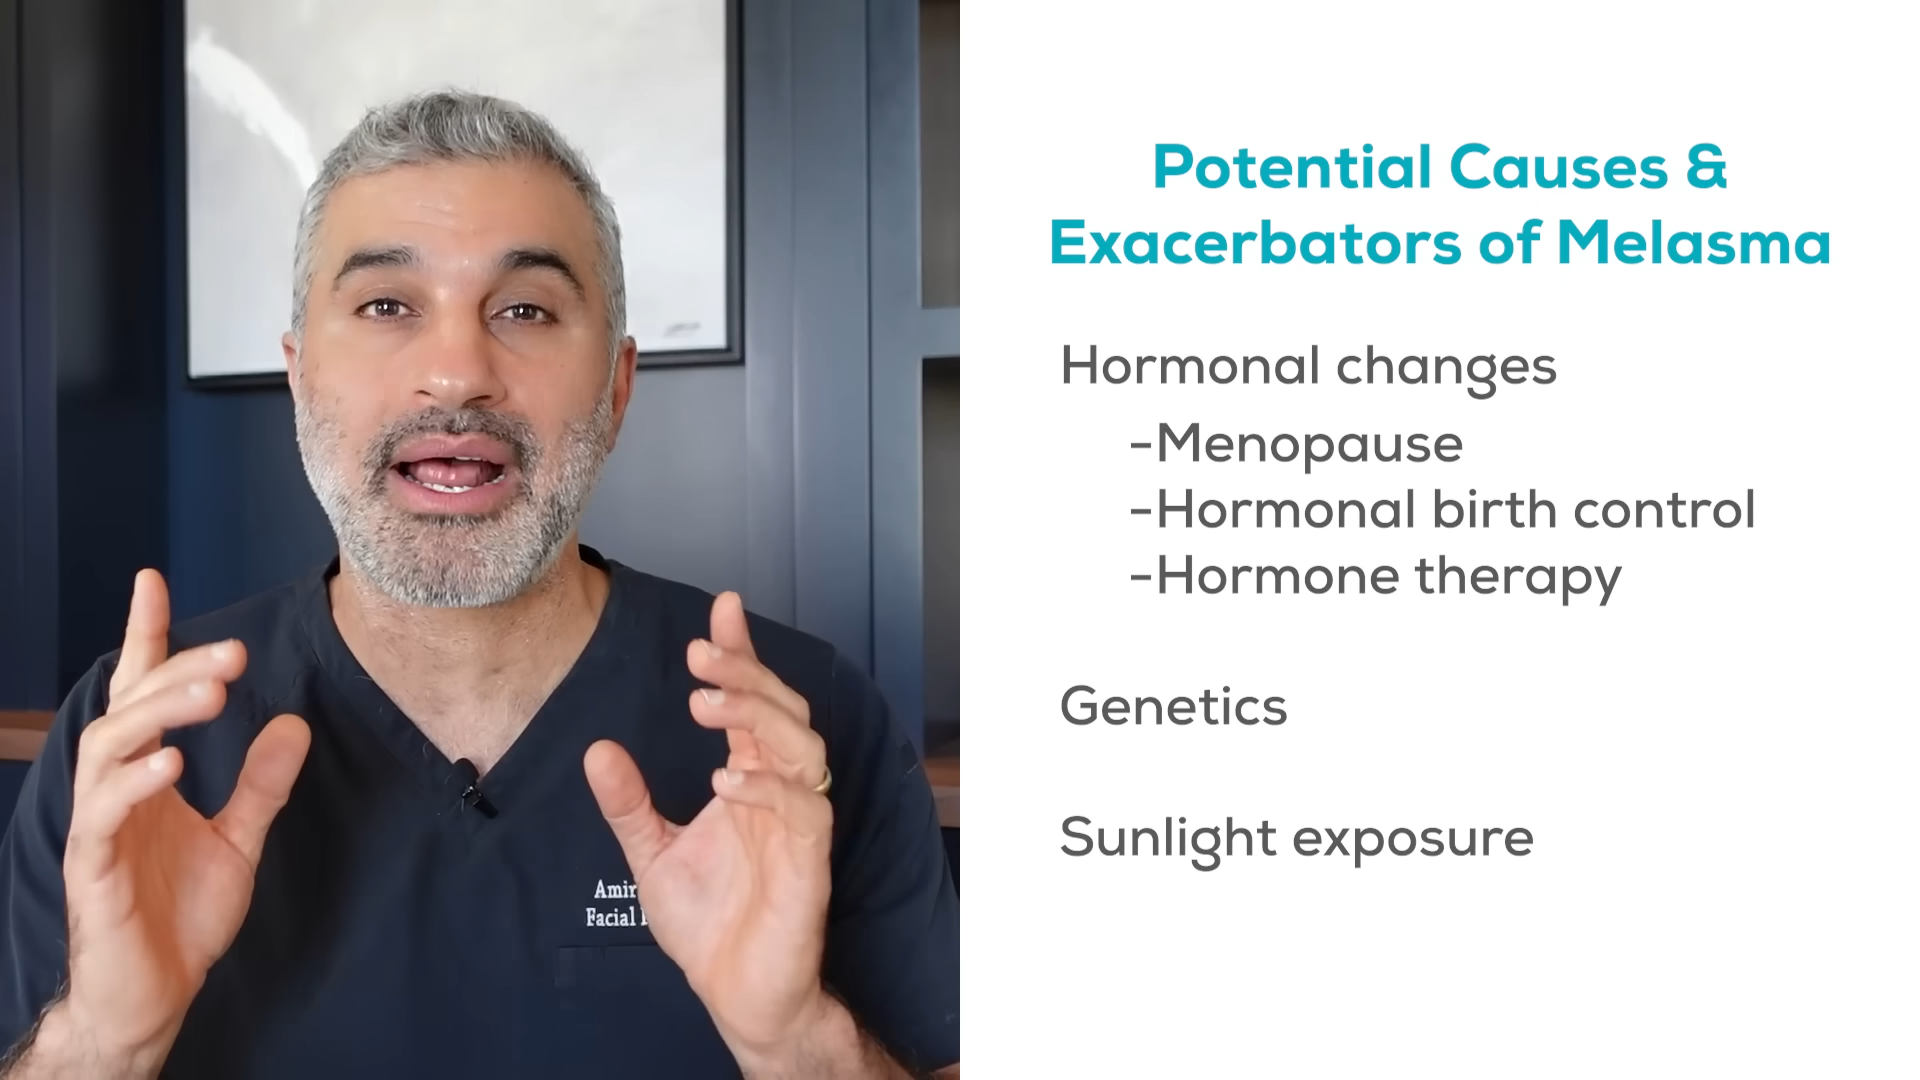 Potential Causes &
Exacerbators of Melasma
Hormonal changes
-Menopause
-Hormonal birth control
-Hormone therapy
Genetics
Sunlight exposure
Amir
Facial